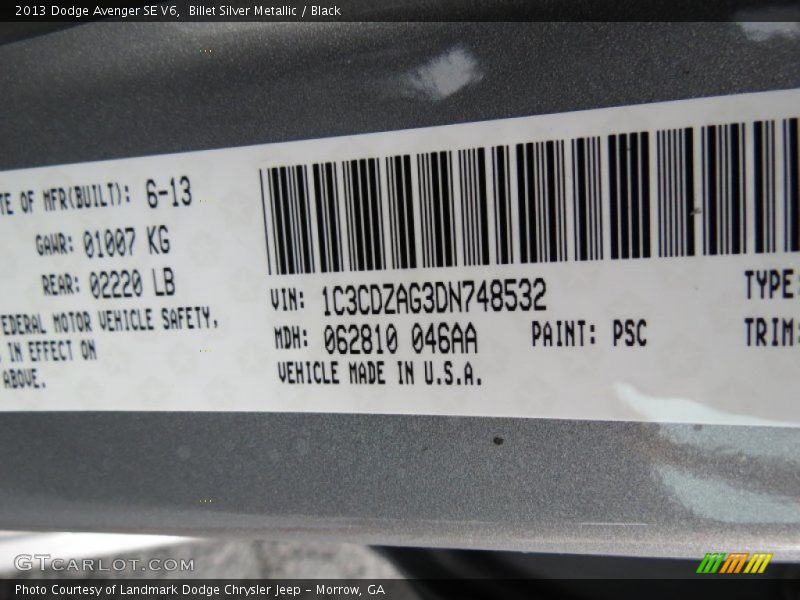 2013 Dodge Avenger SE V6, Billet Silver Metallic / Black
TE OF MFR(BUILT): 6-13
GAWR: 01007 KG
REAR: 02220 LB
FEDERAL MOTOR VEHICLE SAFETY,
IN EFFECT ON
ABOVE.
VIN: 1C3CDZAG3DN748532
MDH: 062810 046AA
PAINT: PSC
VEHICLE MADE IN U.S.A.
TYPE:
TRIM:
GTCARLOT.COM
Photo Courtesy of Landmark Dodge Chrysler Jeep - Morrow, GA